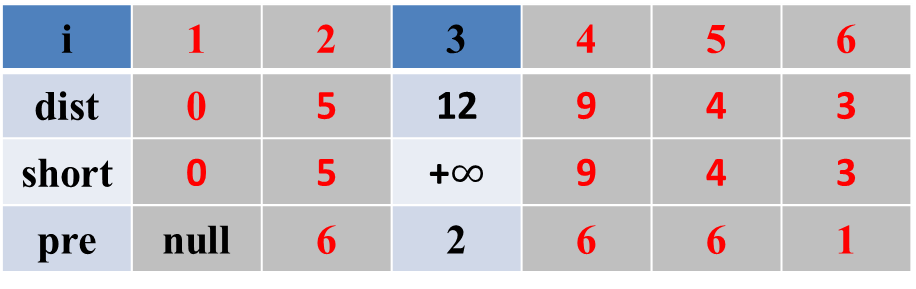 i 1 2 3 4 5 6
dist 0 5 12 9 4 3
short 0 5 +∞ 9 4 3
pre null 6 2 6 6 1